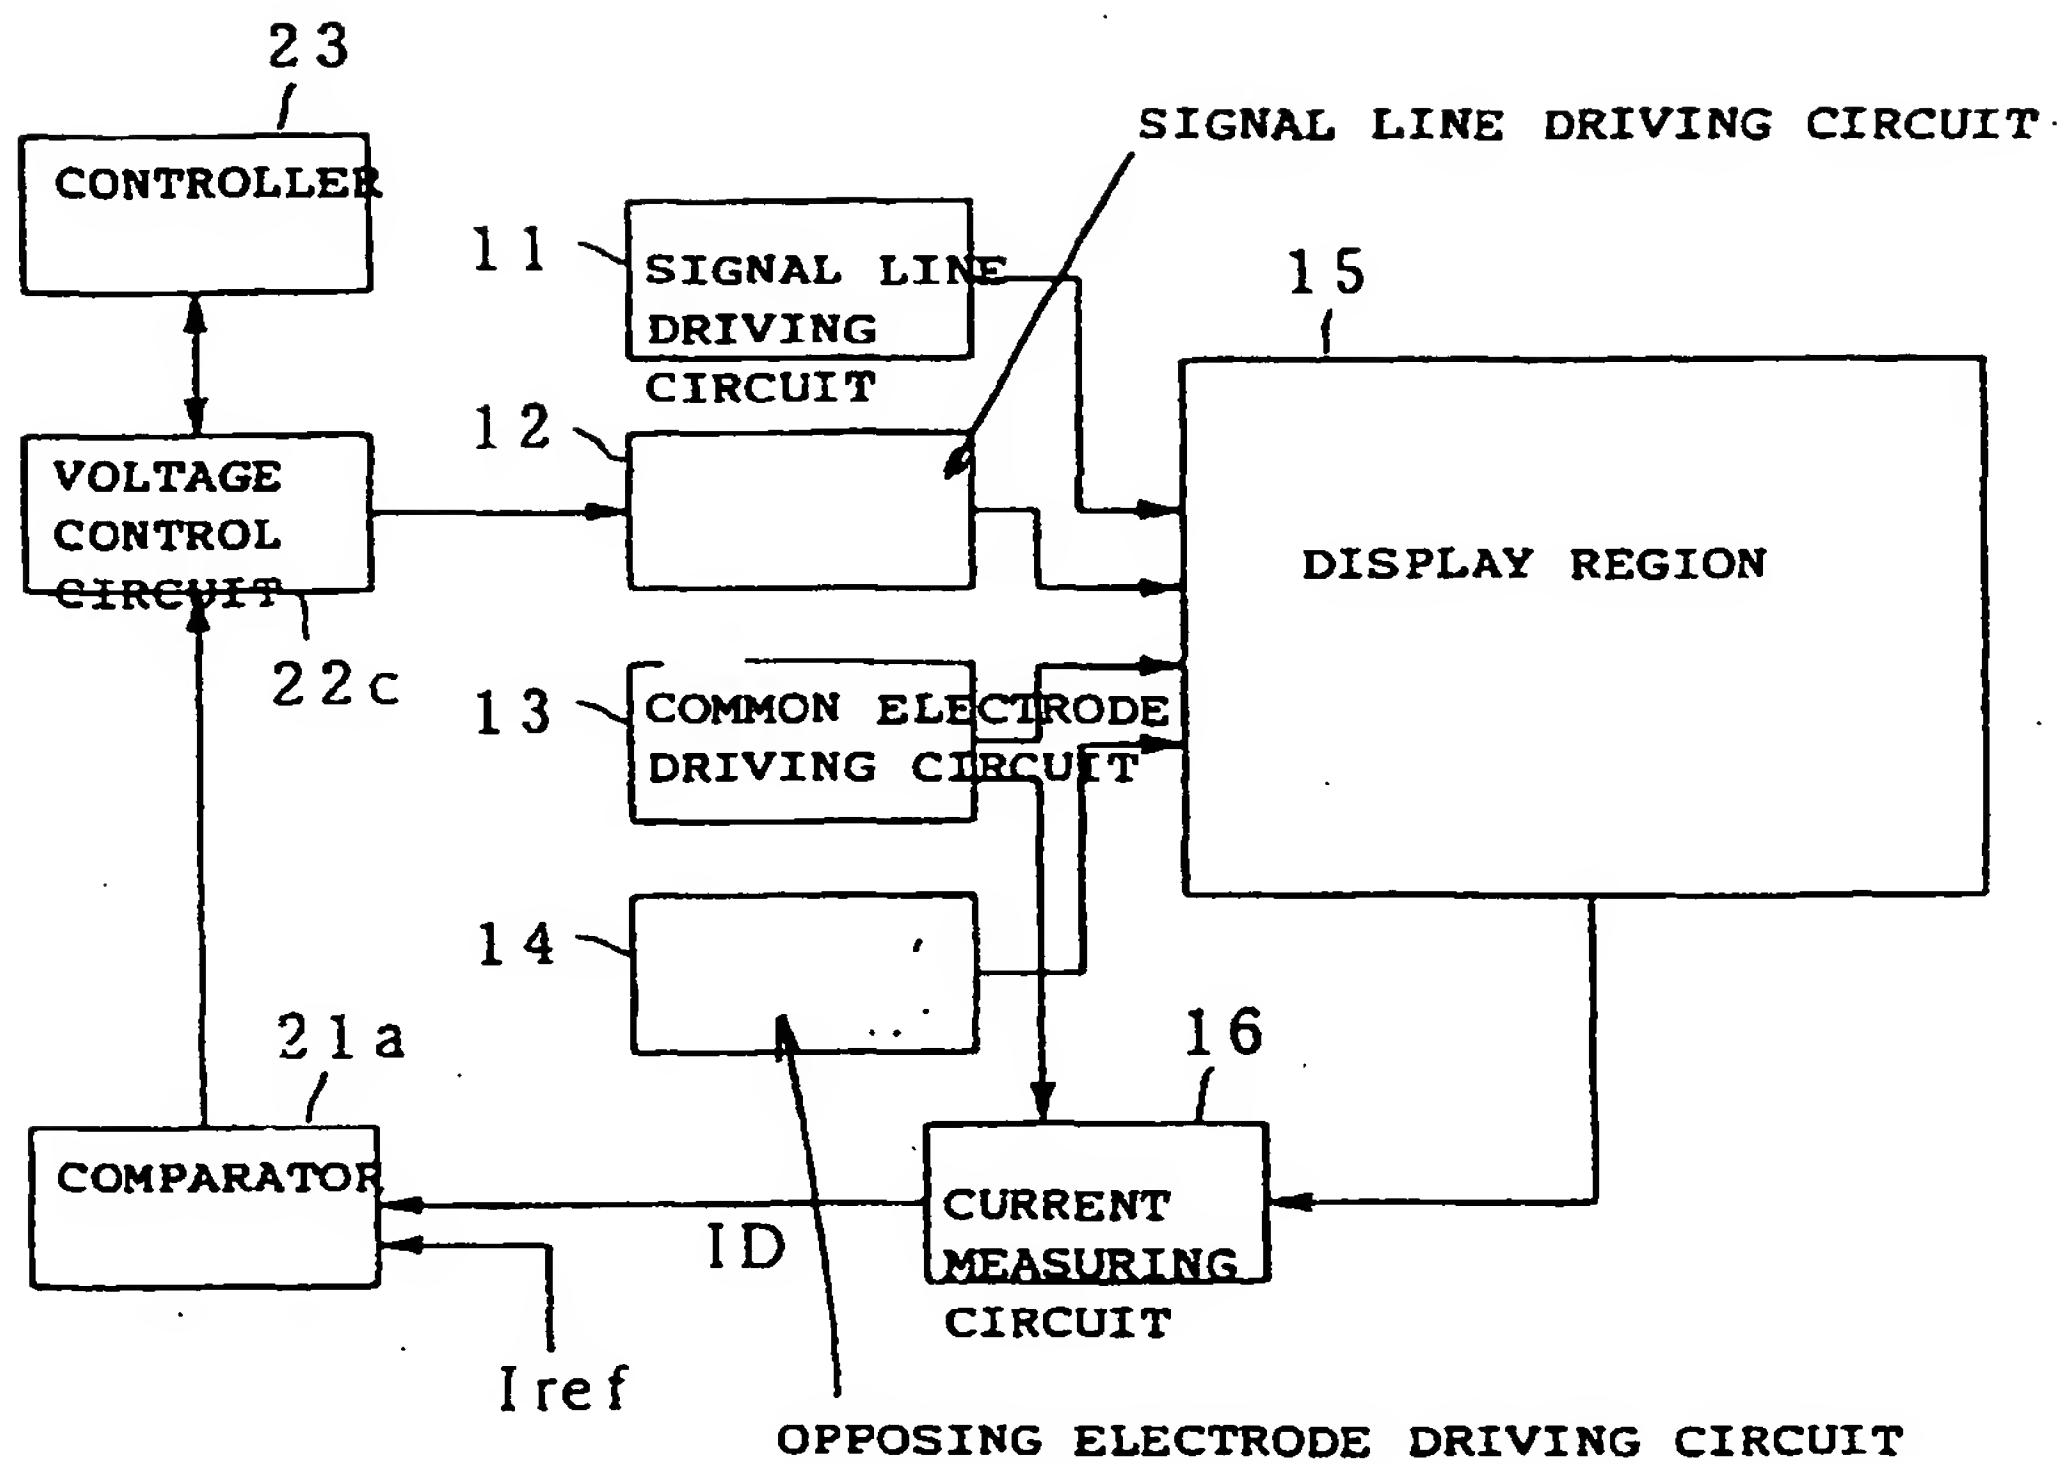 23
CONTROLLER
SIGNAL LINE DRIVING CIRCUIT
11
SIGNAL LINE
DRIVING
CIRCUIT
15
12
VOLTAGE
CONTROL
CIRCUIT
DISPLAY REGION
22c
13
COMMON ELECTRODE
DRIVING CIRCUIT
14
21a
16
COMPARATOR
CURRENT
MEASURING
CIRCUIT
ID
Iref
OPPOSING ELECTRODE DRIVING CIRCUIT